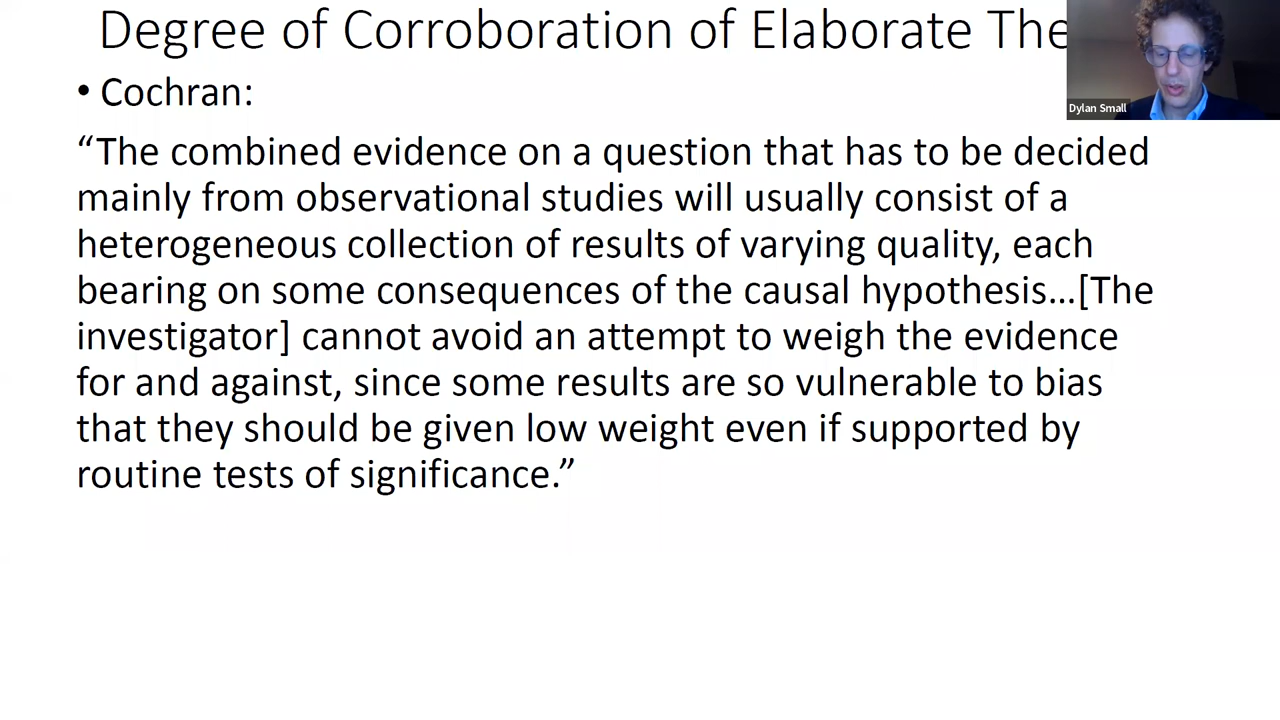 Degree of Corroboration of Elaborate The
Dylan Small
• Cochran:
“The combined evidence on a question that has to be decided
mainly from observational studies will usually consist of a
heterogeneous collection of results of varying quality, each
bearing on some consequences of the causal hypothesis…[The
investigator] cannot avoid an attempt to weigh the evidence
for and against, since some results are so vulnerable to bias
that they should be given low weight even if supported by
routine tests of significance.”